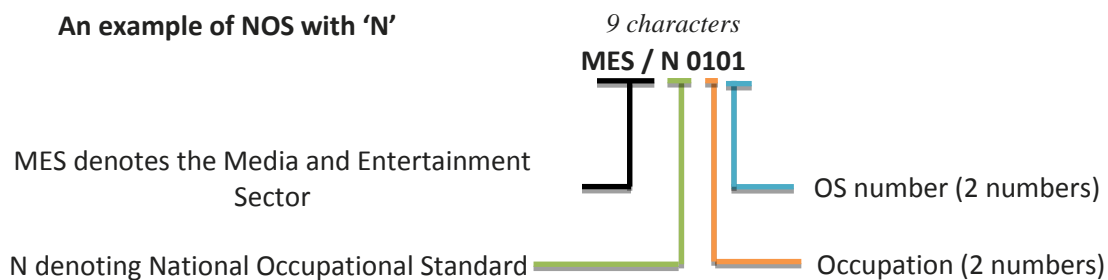 An example of NOS with ‘N’
9 characters
MES / N 0101
MES denotes the Media and Entertainment
Sector
OS number (2 numbers)
N denoting National Occupational Standard
Occupation (2 numbers)